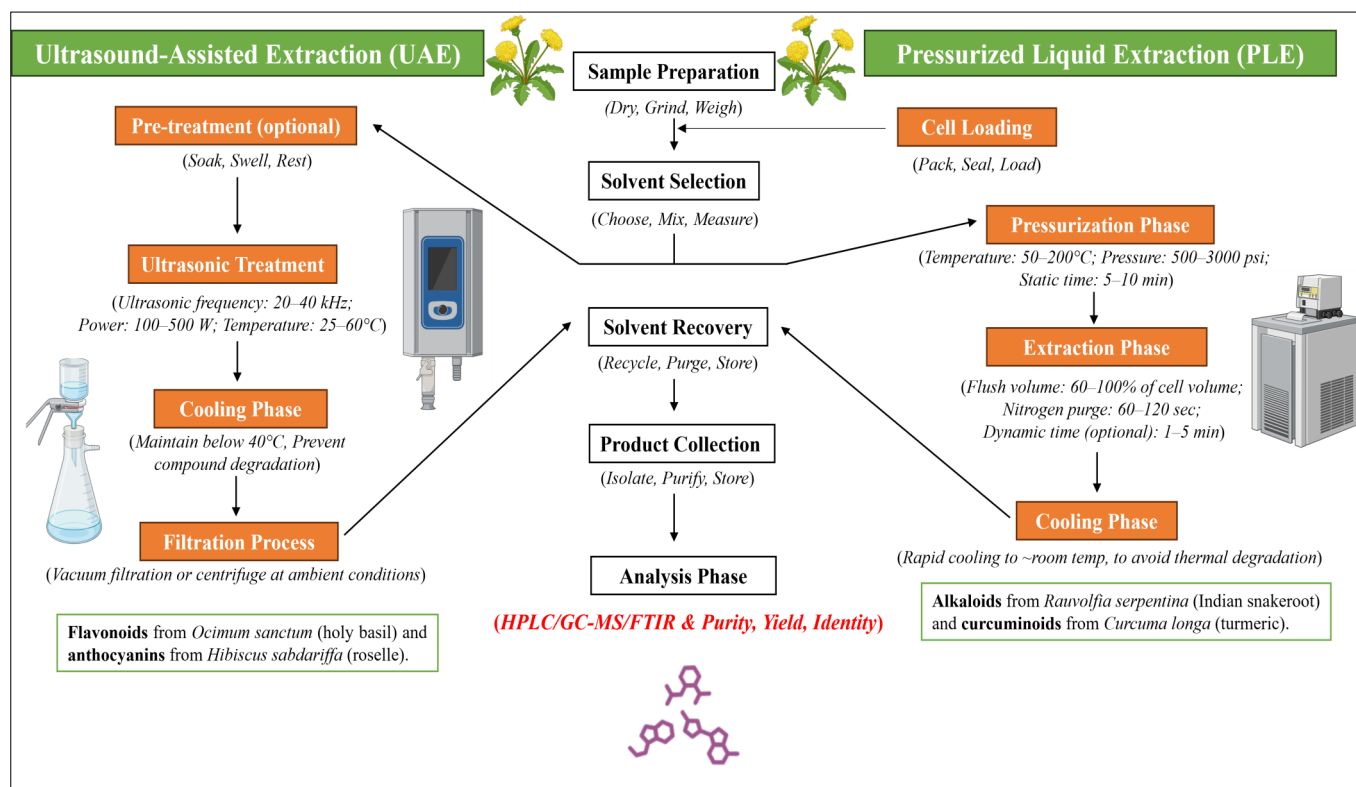 Ultrasound-Assisted Extraction (UAE)
Pressurized Liquid Extraction (PLE)
Sample Preparation
(Dry, Grind, Weigh)
Cell Loading
(Pack, Seal, Load)
Solvent Selection
(Choose, Mix, Measure)
Pre-treatment (optional)
(Soak, Swell, Rest)
Ultrasonic Treatment
(Ultrasonic frequency: 20–40 kHz;
Power: 100–500 W; Temperature: 25–60°C)
Cooling Phase
(Maintain below 40°C, Prevent
compound degradation)
Filtration Process
(Vacuum filtration or centrifuge at ambient conditions)
Flavonoids from Ocimum sanctum (holy basil) and
anthocyanins from Hibiscus sabdariffa (roselle).
Pressurization Phase
(Temperature: 50–200°C; Pressure: 500–3000 psi;
Static time: 5–10 min)
Extraction Phase
(Flush volume: 60–100% of cell volume;
Nitrogen purge: 60–120 sec;
Dynamic time (optional): 1–5 min)
Cooling Phase
(Rapid cooling to ~room temp, to avoid thermal degradation)
Alkaloids from Rauvolfia serpentina (Indian snakeroot)
and curcuminoids from Curcuma longa (turmeric).
Solvent Recovery
(Recycle, Purge, Store)
Product Collection
(Isolate, Purify, Store)
Analysis Phase
(HPLC/GC-MS/FTIR & Purity, Yield, Identity)